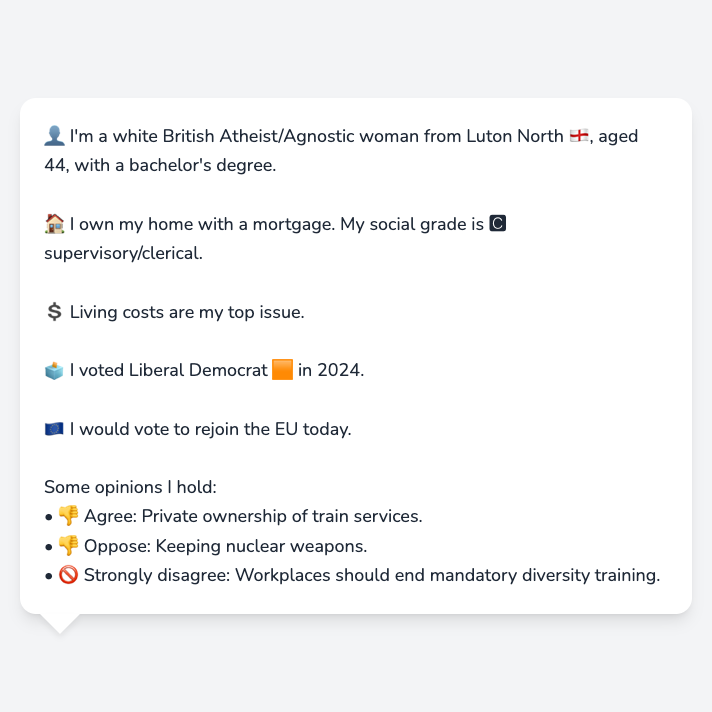 👤 I'm a white British Atheist/Agnostic woman from Luton North 🏴󠁧󠁢󠁥󠁮󠁧󠁿, aged
44, with a bachelor's degree.
🏠 I own my home with a mortgage. My social grade is C
supervisory/clerical.
💲 Living costs are my top issue.
🗳️ I voted Liberal Democrat 🟧 in 2024.
🇪🇺 I would vote to rejoin the EU today.
Some opinions I hold:
• 👎 Agree: Private ownership of train services.
• 👎 Oppose: Keeping nuclear weapons.
• 🚫 Strongly disagree: Workplaces should end mandatory diversity training.